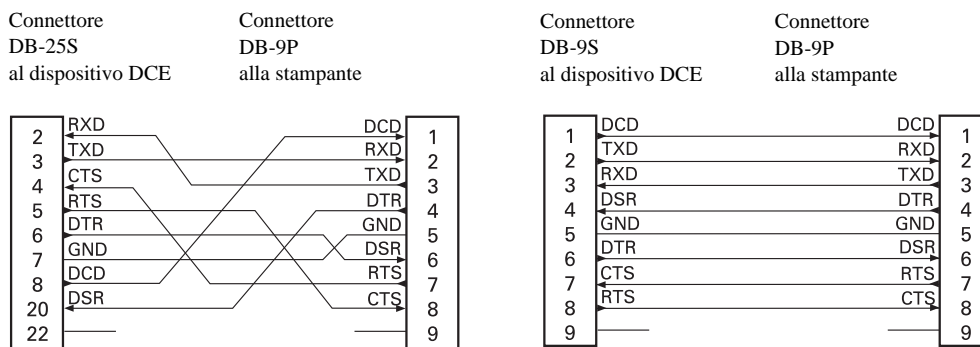 Connettore
DB-25S
al dispositivo DCE
Connettore
DB-9P
alla stampante
2 RXD DCD 1
3 TXD RXD 2
4 CTS TXD 3
5 RTS DTR 4
6 DTR GND 5
7 GND DSR 6
8 DCD RTS 7
20 DSR CTS 8
22 9
Connettore
DB-9S
al dispositivo DCE
Connettore
DB-9P
alla stampante
1 DCD DCD 1
2 TXD RXD 2
3 RXD TXD 3
4 DSR DTR 4
5 GND GND 5
6 DTR DSR 6
7 CTS RTS 7
8 RTS CTS 8
9 9